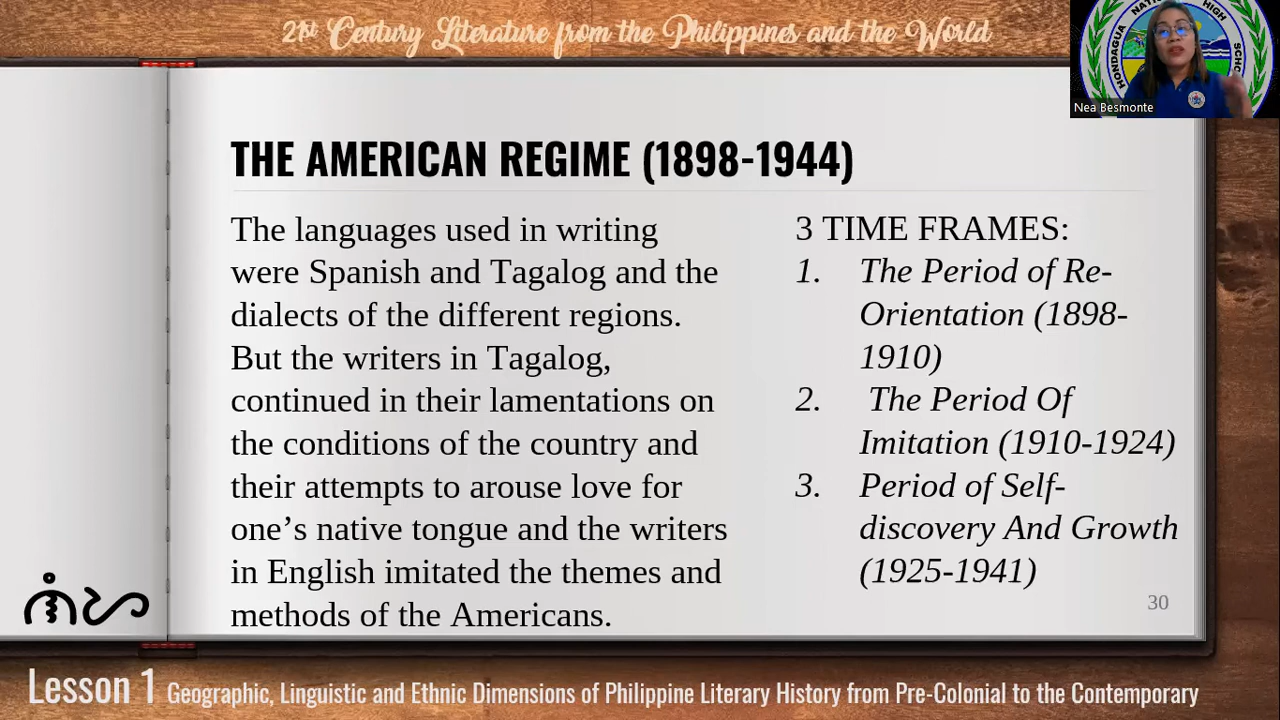 21st Century Literature from the Philippines and the World
HONDAGUA NATIONAL HIGH SCHO
Nea Besmonte
THE AMERICAN REGIME (1898-1944)
The languages used in writing
were Spanish and Tagalog and the
dialects of the different regions.
But the writers in Tagalog,
continued in their lamentations on
the conditions of the country and
their attempts to arouse love for
one’s native tongue and the writers
in English imitated the themes and
methods of the Americans.
3 TIME FRAMES:
1. The Period of Re-
Orientation (1898-
1910)
2. The Period Of
Imitation (1910-1924)
3. Period of Self-
discovery And Growth
(1925-1941)
30
Lesson 1 Geographic, Linguistic and Ethnic Dimensions of Philippine Literary History from Pre-Colonial to the Contemporary